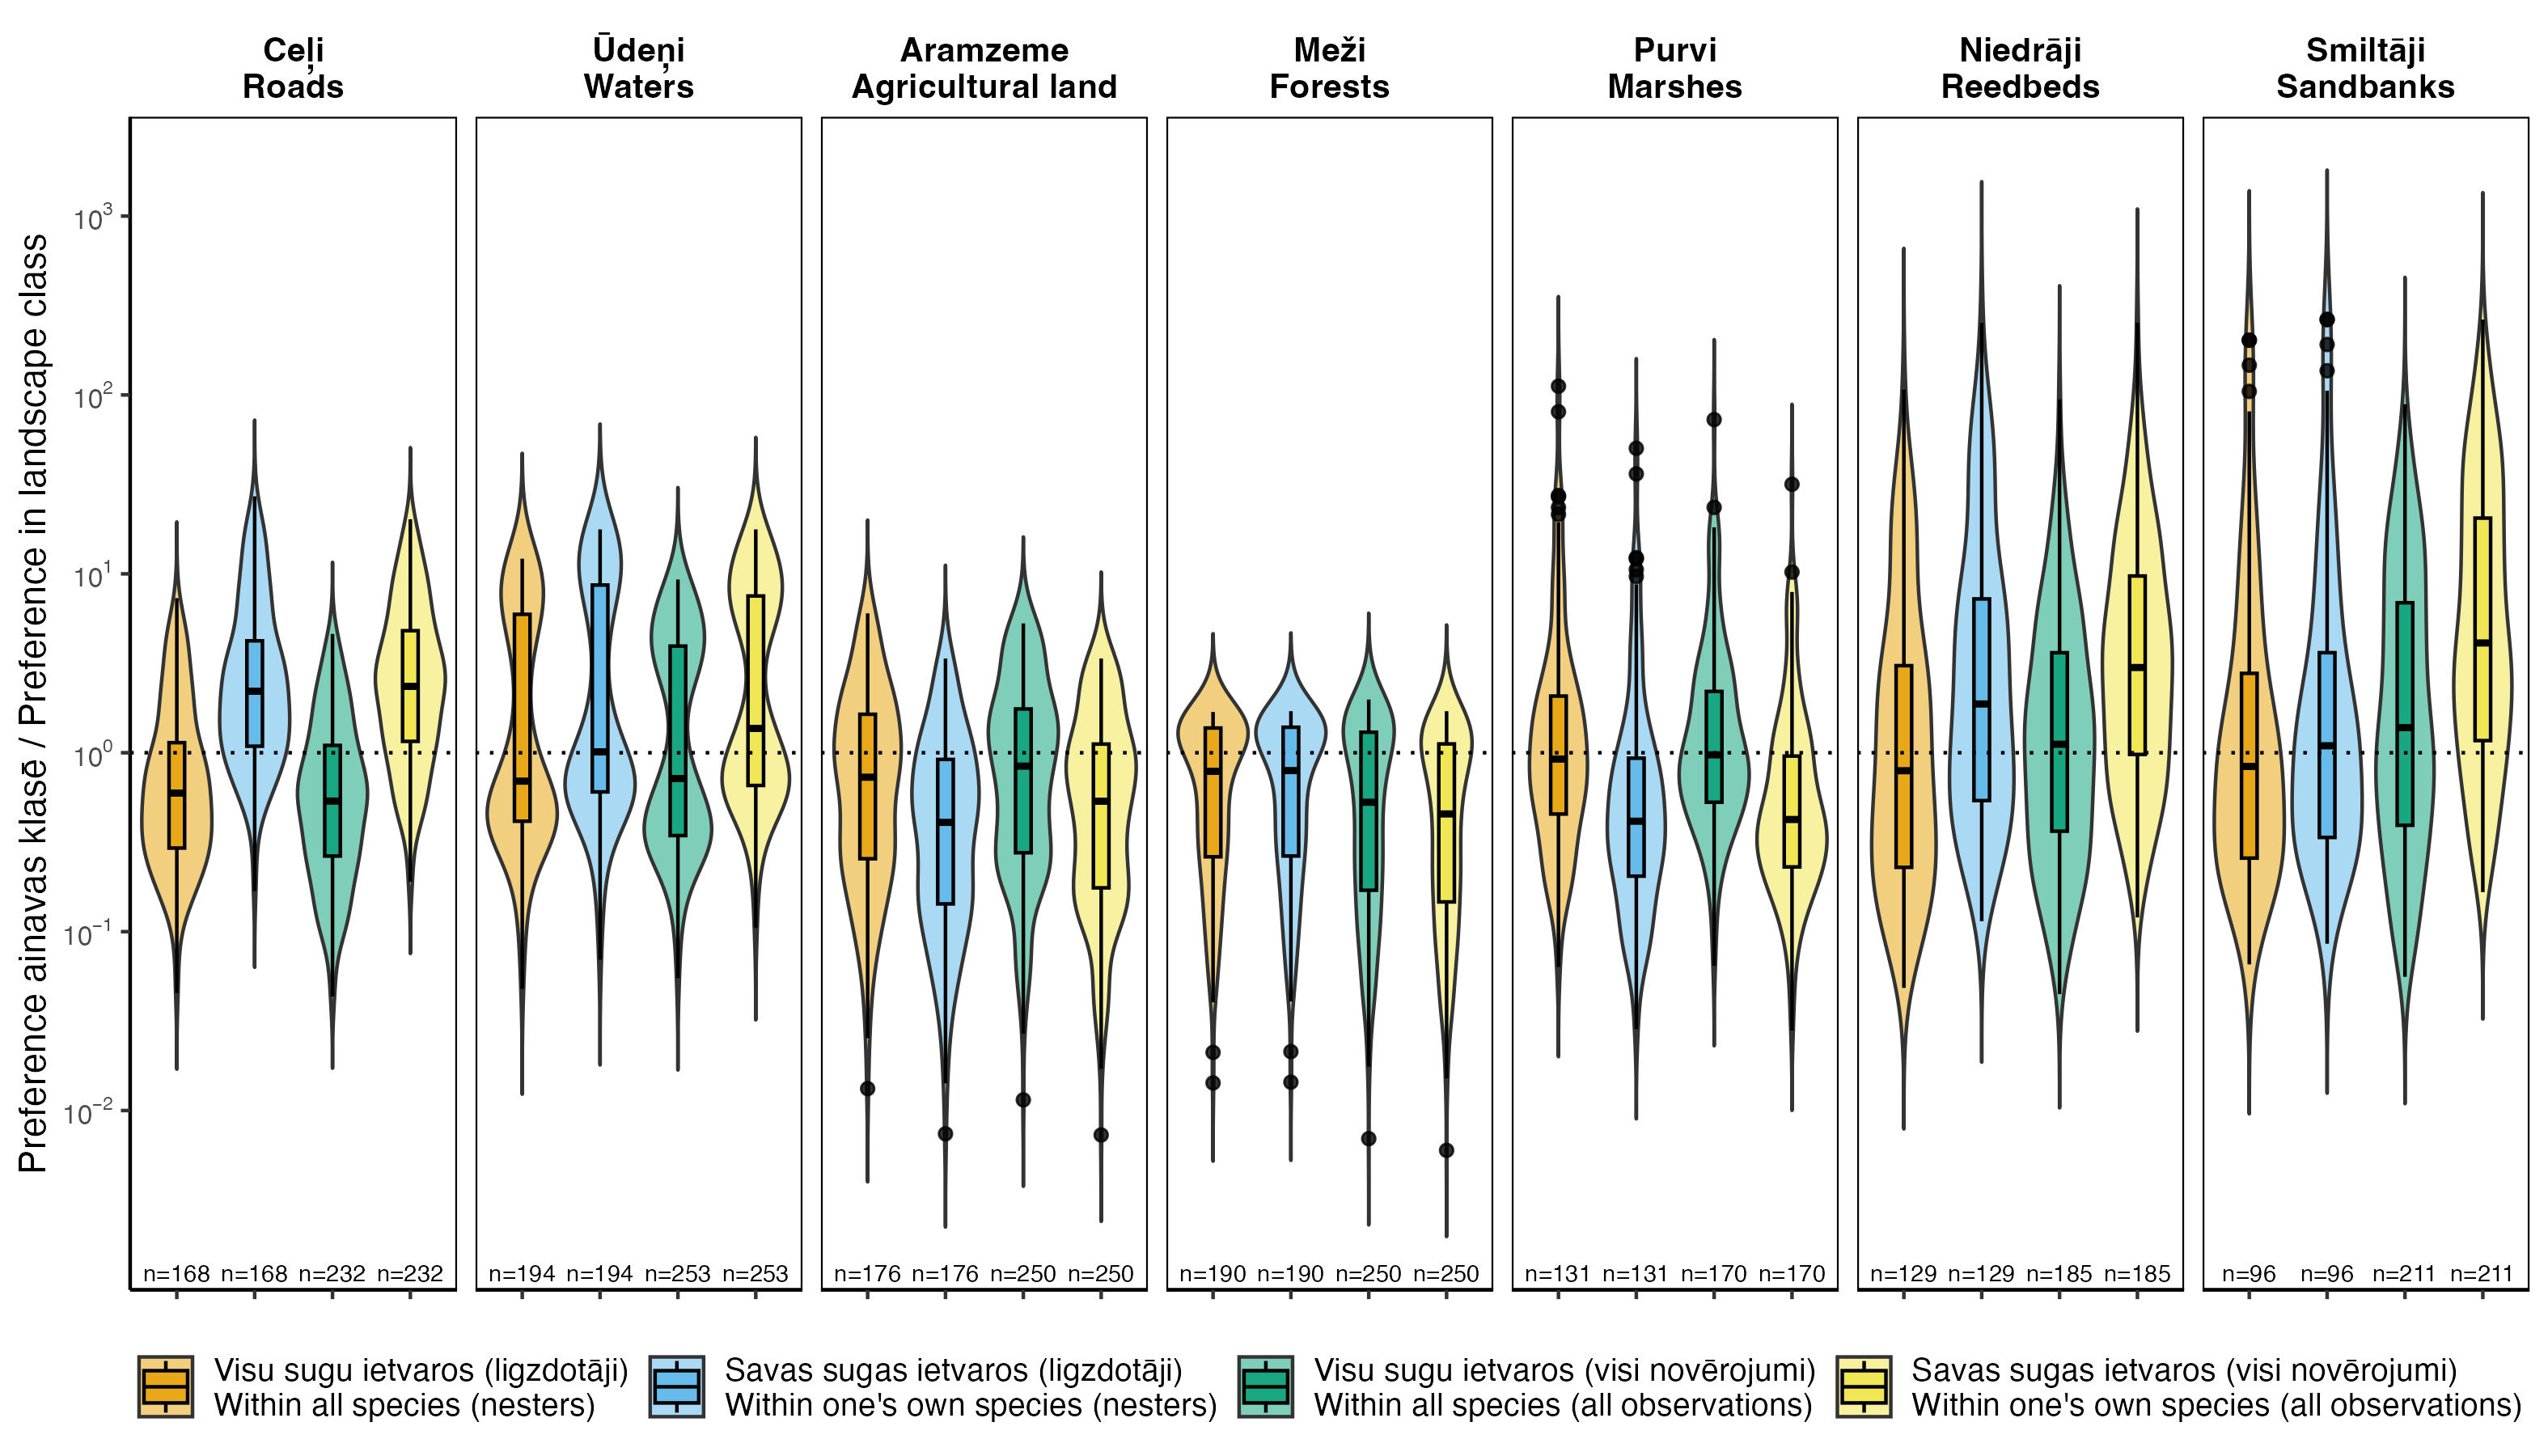 Ceļi
Roads
Ūdeņi
Waters
Aramzeme
Agricultural land
Meži
Forests
Purvi
Marshes
Niedrāji
Reedbeds
Smiltāji
Sandbanks
Preference ainavas klasē / Preference in landscape class
10³
10²
10¹
10⁰
10⁻¹
10⁻²
n=168 n=168 n=232 n=232
n=194 n=194 n=253 n=253
n=176 n=176 n=250 n=250
n=190 n=190 n=250 n=250
n=131 n=131 n=170 n=170
n=129 n=129 n=185 n=185
n=96 n=96 n=211 n=211
Visu sugu ietvaros (ligzdotāji)
Within all species (nesters)
Savas sugas ietvaros (ligzdotāji)
Within one's own species (nesters)
Visu sugu ietvaros (visi novērojumi)
Within all species (all observations)
Savas sugas ietvaros (visi novērojumi)
Within one's own species (all observations)